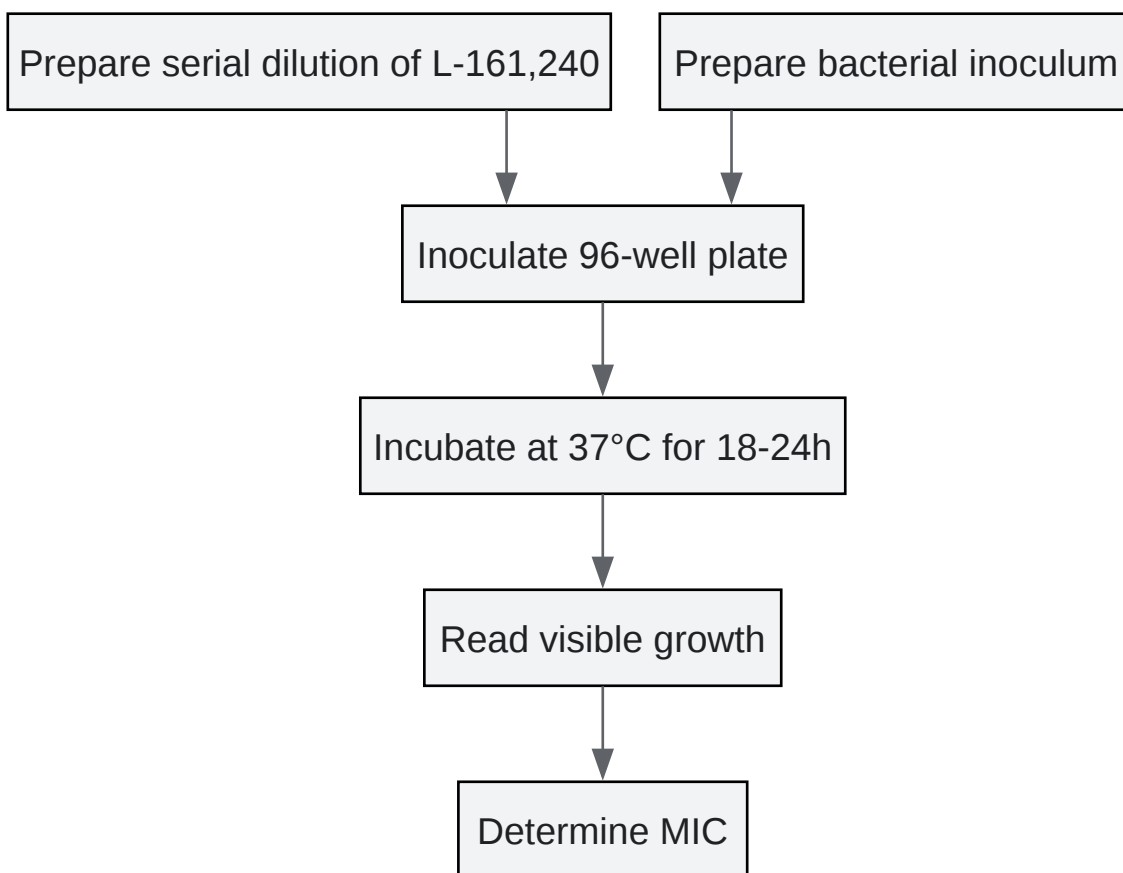 Prepare serial dilution of L-161,240
Prepare bacterial inoculum
Inoculate 96-well plate
Incubate at 37°C for 18-24h
Read visible growth
Determine MIC